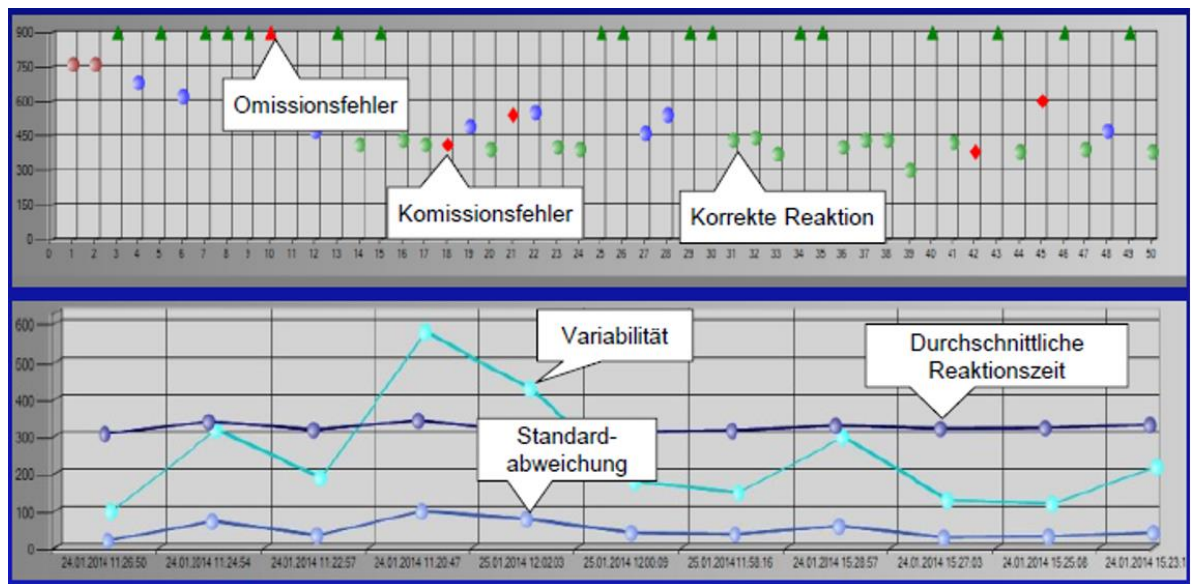 900
750
600
450
300
150
0
Omissionsfehler
Komissionsfehler
Korrekte Reaktion
0 1 2 3 4 5 6 7 8 9 10 11 12 13 14 15 16 17 18 19 20 21 22 23 24 25 26 27 28 29 30 31 32 33 34 35 36 37 38 39 40 41 42 43 44 45 46 47 48 49 50
600
500
400
300
200
100
0
Variabilität
Durchschnittliche
Reaktionszeit
Standard-
abweichung
24.01.2014 11:26:50 24.01.2014 11:24:54 24.01.2014 11:22:57 24.01.2014 11:20:47 25.01.2014 12:02:03 25.01.2014 12:00:09 25.01.2014 11:58:16 24.01.2014 15:28:57 24.01.2014 15:27:03 24.01.2014 15:25:08 24.01.2014 15:23:1